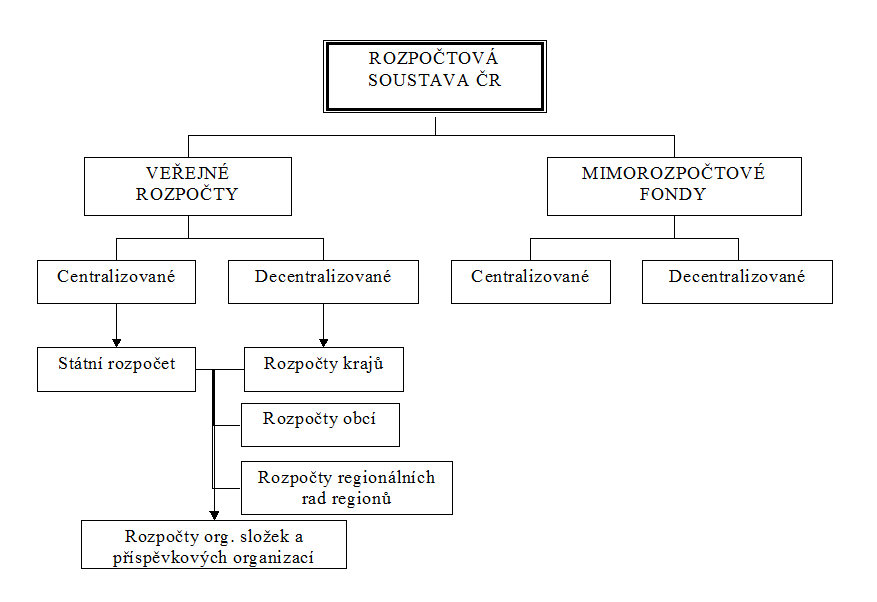 ROZPOČTOVÁ
SOUSTAVA ČR
VEŘEJNÉ
ROZPOČTY
MIMOROZPOČTOVÉ
FONDY
Centralizované
Decentralizované
Centralizované
Decentralizované
Státní rozpočet
Rozpočty krajů
Rozpočty obcí
Rozpočty regionálních
rad regionů
Rozpočty org. složek a
příspěvkových organizací